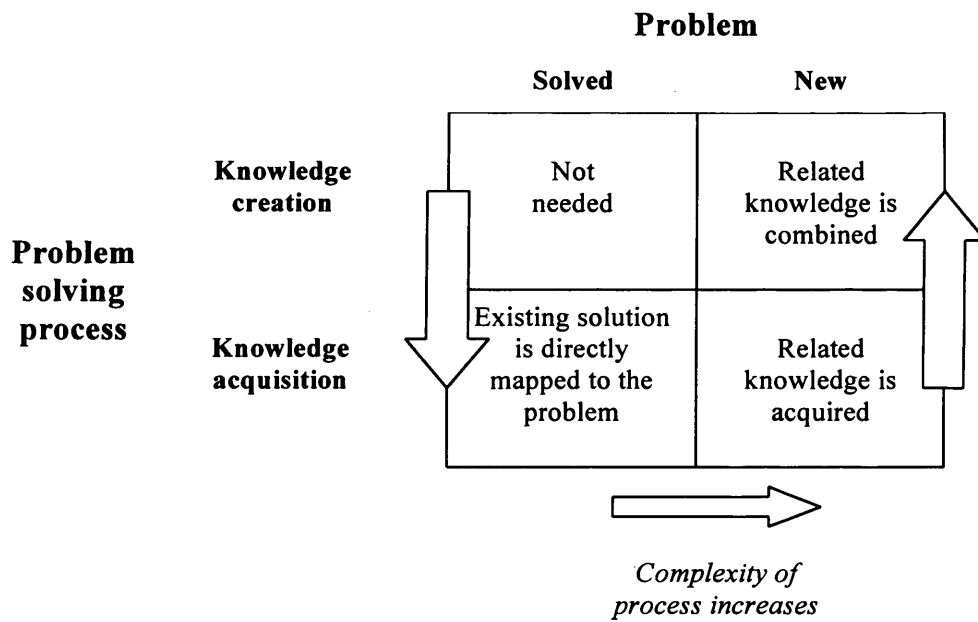 Problem
Solved
New
Knowledge
creation
Not
needed
Related
knowledge is
combined
Problem
solving
process
Knowledge
acquisition
Existing solution
is directly
mapped to the
problem
Related
knowledge is
acquired
Complexity of
process increases